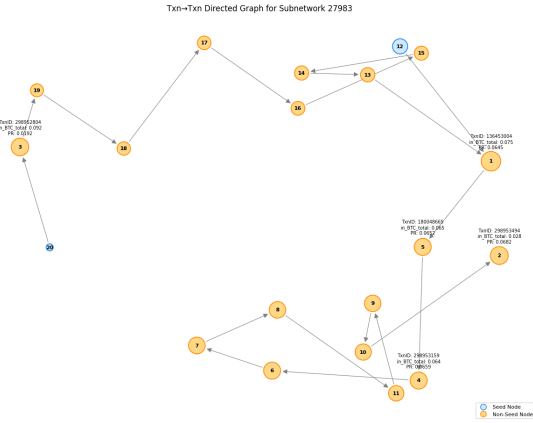 Txn→Txn Directed Graph for Subnetwork 27983
12
17
15
14
13
19
16
TxnID: 298952804
in_BTC_total: 0.092
PR: 0.0192
3
18
TxnID: 136453004
in_BTC_total: 0.075
PR: 0.0645
1
TxnID: 180048665
in_BTC_total: 0.065
PR: 0.0652
5
TxnID: 298953494
in_BTC_total: 0.028
PR: 0.0682
2
20
9
8
7
10
TxnID: 298953159
in_BTC_total: 0.064
PR: 0.0659
6
4
11
Seed Node
Non-Seed Node